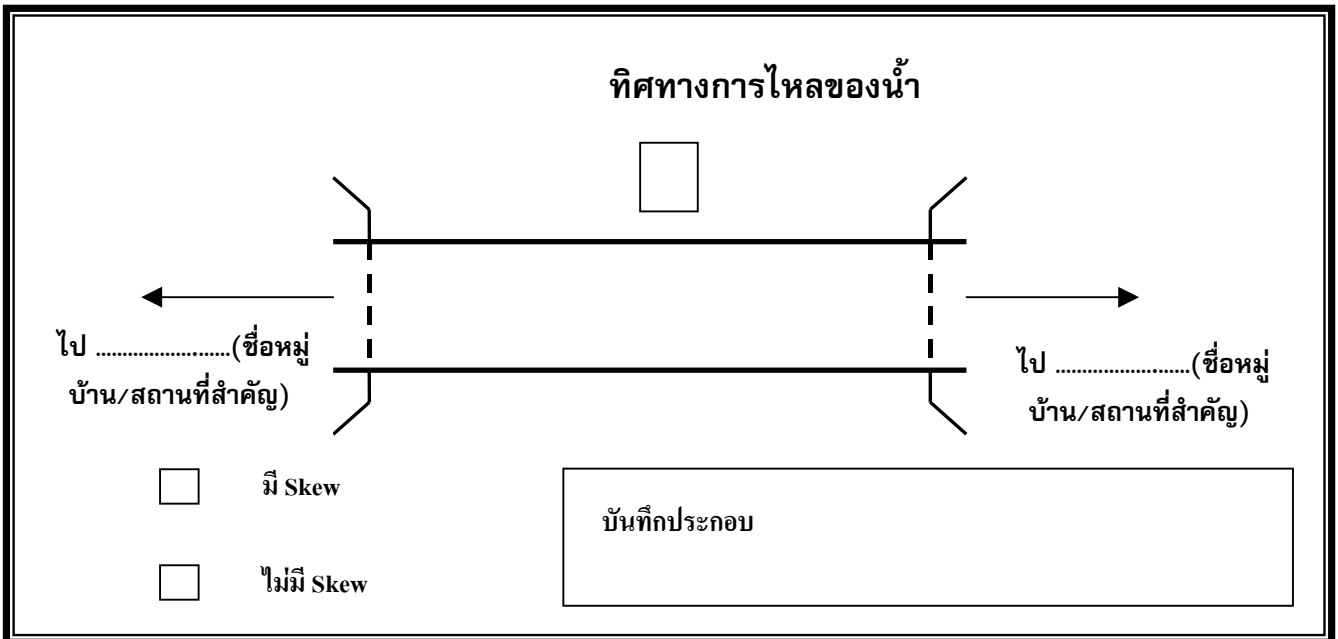 ทิศทางการไหลของน้ำ
ไป ................................(ชื่อหมู่
บ้าน/สถานที่สำคัญ)
ไป ................................(ชื่อหมู่
บ้าน/สถานที่สำคัญ)
มี Skew
ไม่มี Skew
บันทึกประกอบ